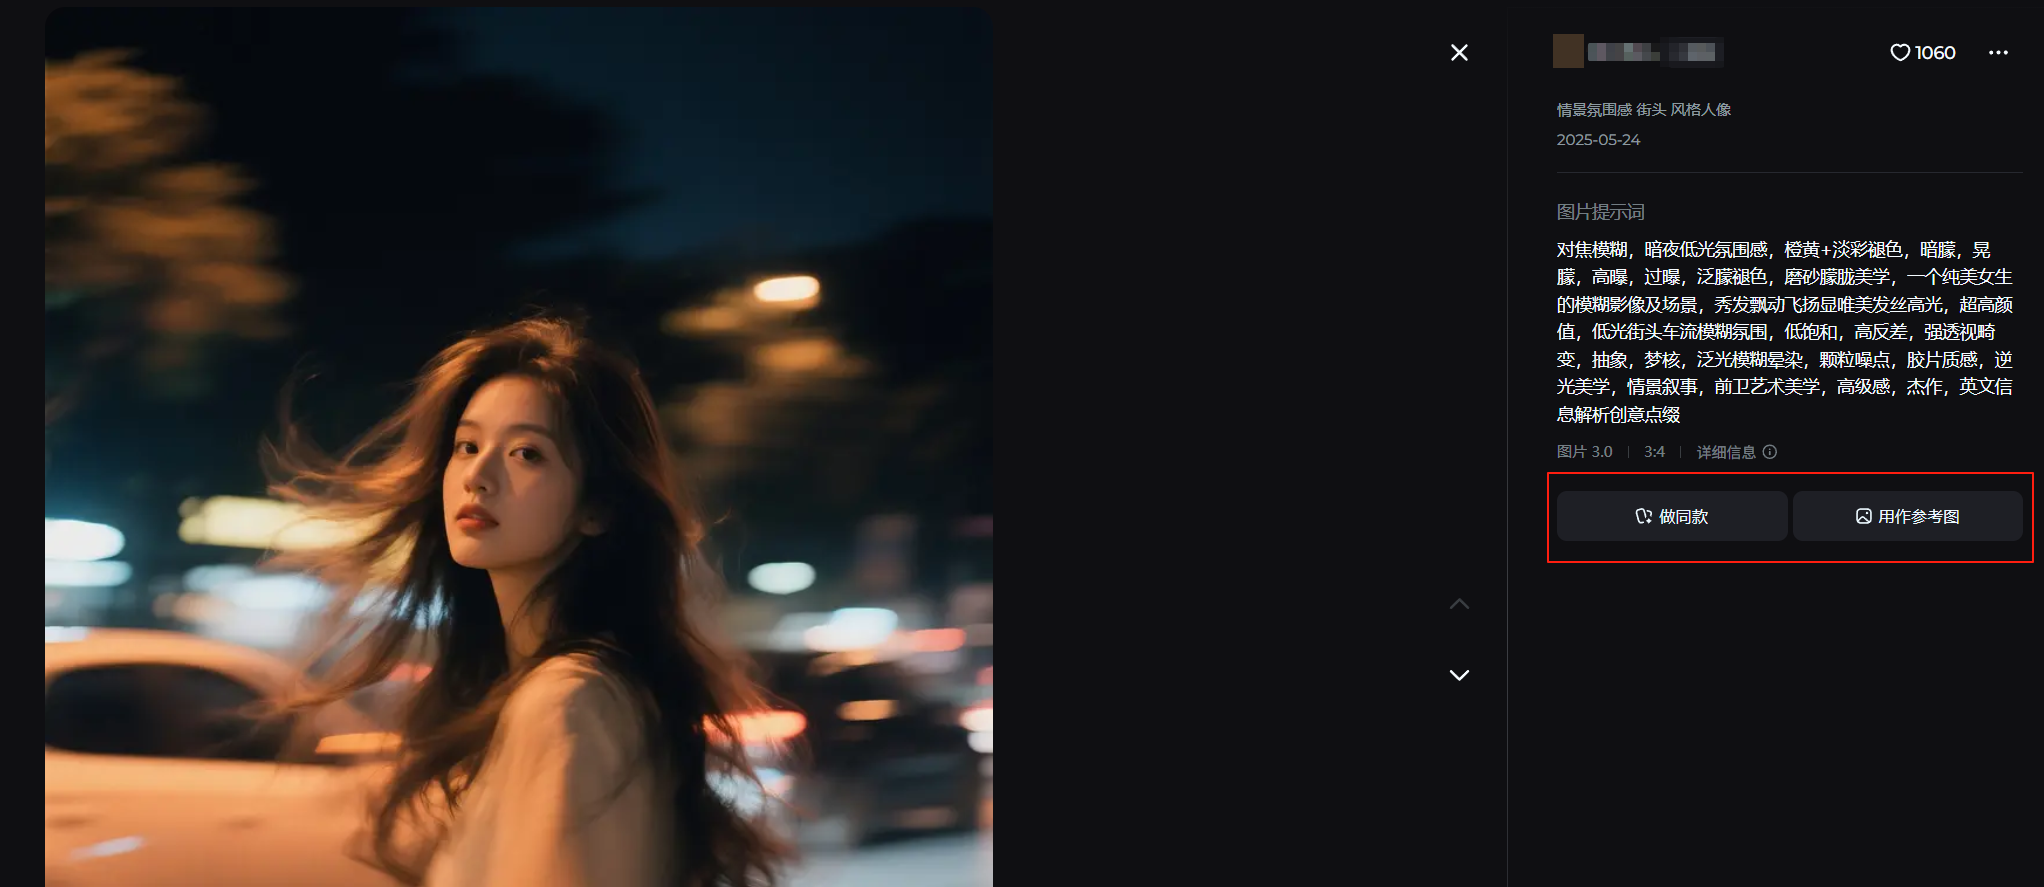 1060
情景氛围感 街头 风格人像
2025-05-24
图片提示词
对焦模糊，暗夜低光氛围感，橙黄+淡彩褪色，暗朦，晃
朦，高曝，过曝，泛朦褪色，磨砂朦胧美学，一个纯美女生
的模糊影像及场景，秀发飘动飞扬显唯美发丝高光，超高颜
值，低光街头车流模糊氛围，低饱和，高反差，强透视畸
变，抽象，梦核，泛光模糊晕染，颗粒噪点，胶片质感，逆
光美学，情景叙事，前卫艺术美学，高级感，杰作，英文信
息解析创意点缀
图片 3.0 | 3:4 | 详细信息
做同款 用作参考图